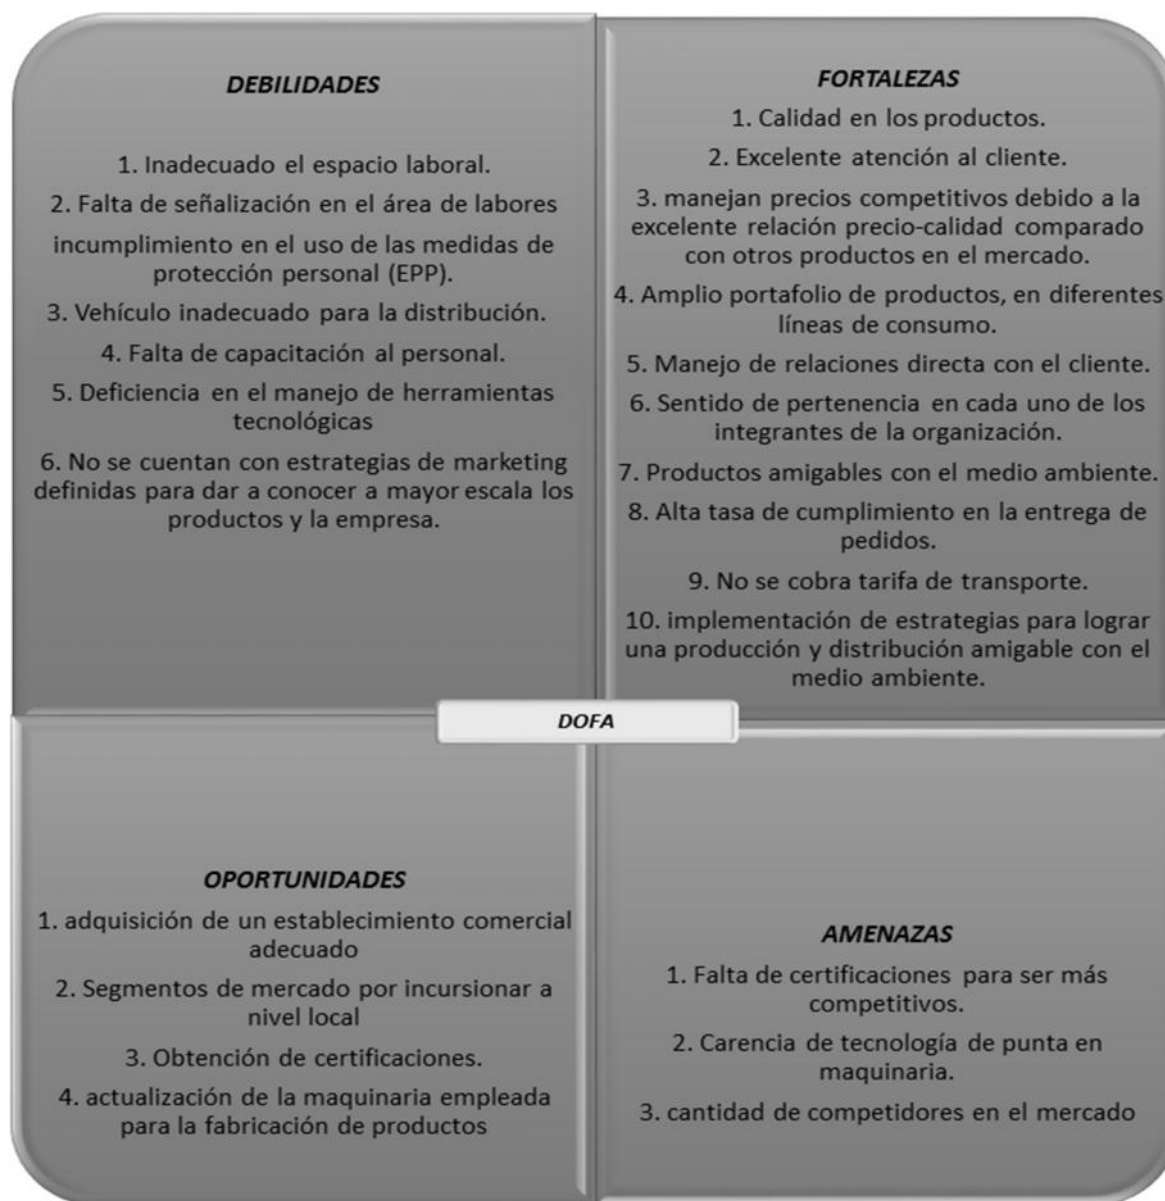 DEBILIDADES
1. Inadecuado el espacio laboral.
2. Falta de señalización en el área de labores
incumplimiento en el uso de las medidas de
protección personal (EPP).
3. Vehículo inadecuado para la distribución.
4. Falta de capacitación al personal.
5. Deficiencia en el manejo de herramientas
tecnológicas
6. No se cuentan con estrategias de marketing
definidas para dar a conocer a mayor escala los
productos y la empresa.
FORTALEZAS
1. Calidad en los productos.
2. Excelente atención al cliente.
3. manejan precios competitivos debido a la
excelente relación precio-calidad comparado
con otros productos en el mercado.
4. Amplio portafolio de productos, en diferentes
líneas de consumo.
5. Manejo de relaciones directa con el cliente.
6. Sentido de pertenencia en cada uno de los
integrantes de la organización.
7. Productos amigables con el medio ambiente.
8. Alta tasa de cumplimiento en la entrega de
pedidos.
9. No se cobra tarifa de transporte.
10. implementación de estrategias para lograr
una producción y distribución amigable con el
medio ambiente.
DOFA
OPORTUNIDADES
1. adquisición de un establecimiento comercial
adecuado
2. Segmentos de mercado por incursionar a
nivel local
3. Obtención de certificaciones.
4. actualización de la maquinaria empleada
para la fabricación de productos
AMENAZAS
1. Falta de certificaciones para ser más
competitivos.
2. Carencia de tecnología de punta en
maquinaria.
3. cantidad de competidores en el mercado